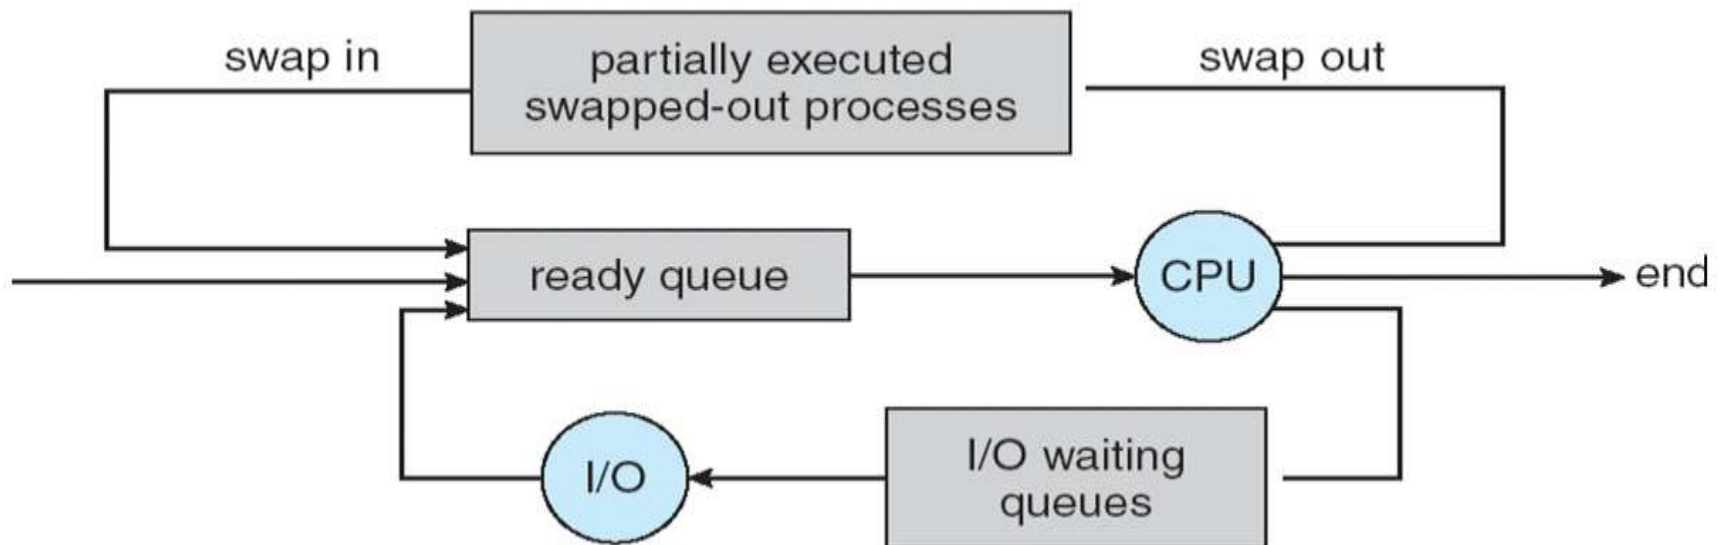 swap in
partially executed
swapped-out processes
swap out
ready queue
CPU
end
I/O
I/O waiting
queues